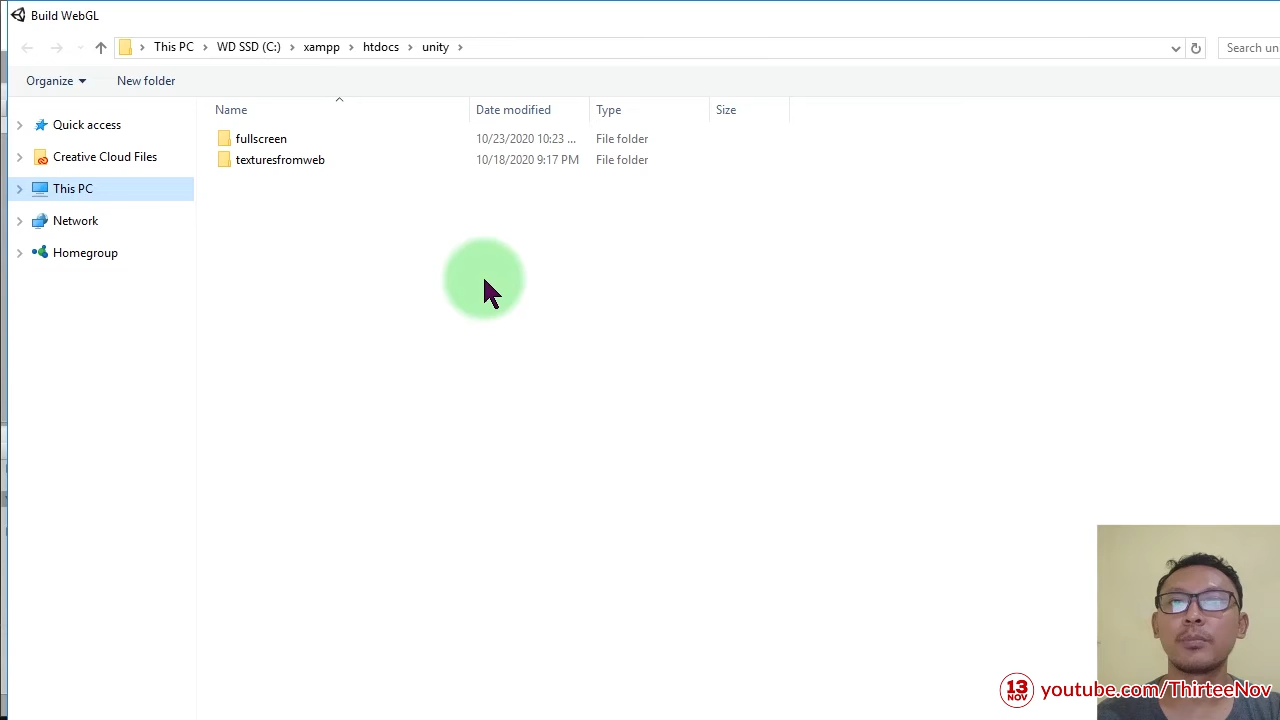 Build WebGL
This PC
WD SSD (C:)
xampp
htdocs
unity
Search un
Organize
New folder
Name
Date modified
Type
Size
Quick access
Creative Cloud Files
This PC
Network
Homegroup
fullscreen 10/23/2020 10:23 ... File folder
texturesfromweb 10/18/2020 9:17 PM File folder
13
NOV
youtube.com/ThirteeNov